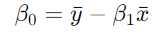 β₀ = ȳ − β₁x̄